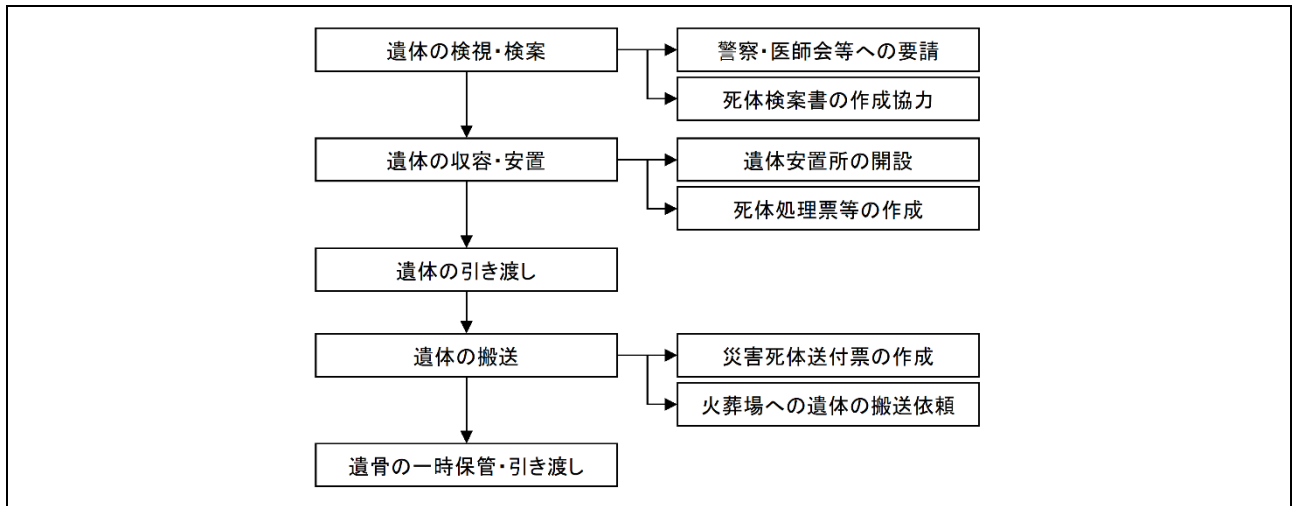 遺体の検視・検案
警察・医師会等への要請
死体検案書の作成協力
遺体の収容・安置
遺体安置所の開設
死体処理票等の作成
遺体の引き渡し
遺体の搬送
災害死体送付票の作成
火葬場への遺体の搬送依頼
遺骨の一時保管・引き渡し